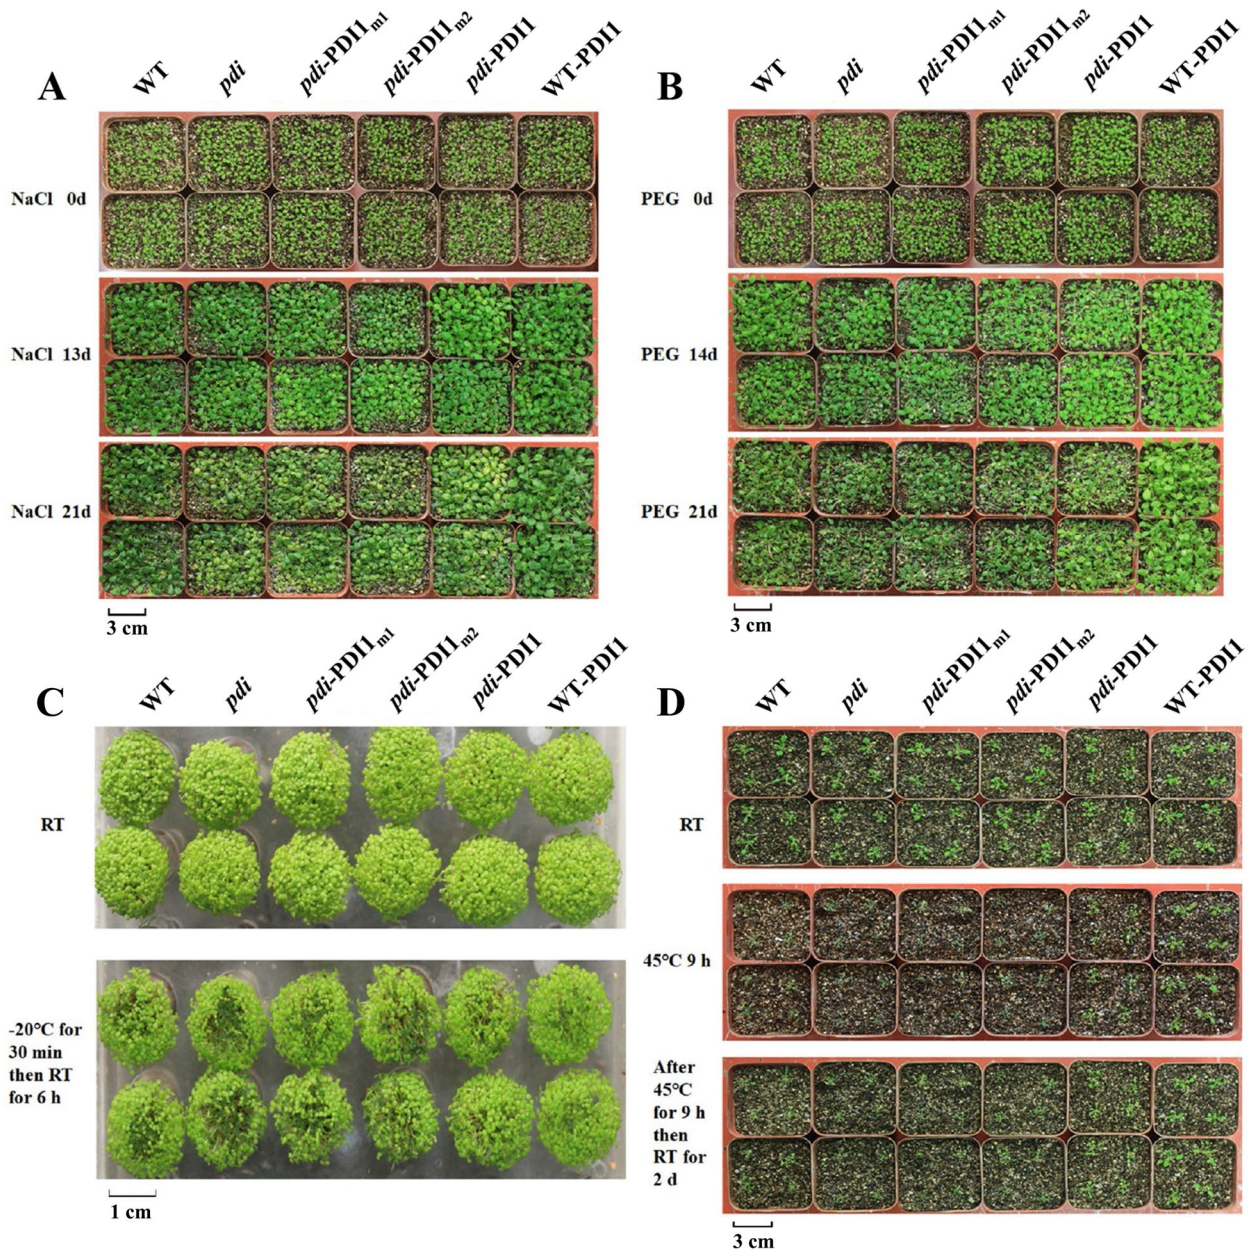 A
WT
pdi
pdi-PDI1m1
pdi-PDI1m2
pdi-PDI1
WT-PDI1
NaCl 0d
NaCl 13d
NaCl 21d
3 cm
B
WT
pdi
pdi-PDI1m1
pdi-PDI1m2
pdi-PDI1
WT-PDI1
PEG 0d
PEG 14d
PEG 21d
3 cm
C
WT
pdi
pdi-PDI1m1
pdi-PDI1m2
pdi-PDI1
WT-PDI1
RT
-20°C for
30 min
then RT
for 6 h
1 cm
D
WT
pdi
pdi-PDI1m1
pdi-PDI1m2
pdi-PDI1
WT-PDI1
RT
45°C 9 h
After
45°C
for 9 h
then
RT for
2 d
3 cm